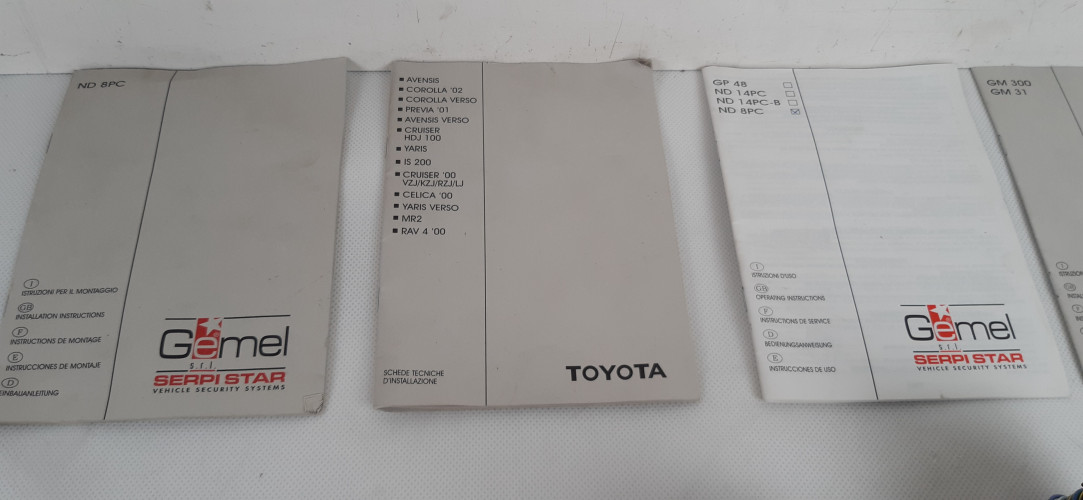 ND 8PC
I
ISTRUZIONI PER IL MONTAGGIO
GB
INSTALLATION INSTRUCTIONS
F
INSTRUCTIONS DE MONTAGE
E
INSTRUCCIONES DE MONTAJE
D
EINBAUANLEITUNG
Gemel
s.r.l.
SERPI STAR
VEHICLE SECURITY SYSTEMS
AVENSIS
COROLLA '02
COROLLA VERSO
PREVIA '01
AVENSIS VERSO
CRUISER
HDJ 100
YARIS
IS 200
CRUISER '00
VZJ/KZJ/RZJ/LJ
CELICA '00
YARIS VERSO
MR2
RAV 4 '00
SCHEDE TECNICHE
D'INSTALLAZIONE
TOYOTA
GP 48
ND 14PC
ND 14PC-B
ND 8PC
I
ISTRUZIONI D'USO
GB
OPERATING INSTRUCTIONS
F
INSTRUCTIONS DE SERVICE
D
BEDIENUNGSANWEISUNG
E
INSTRUCCIONES DE USO
Gemel
s.r.l.
SERPI STAR
VEHICLE SECURITY SYSTEMS
GM 300
GM 31